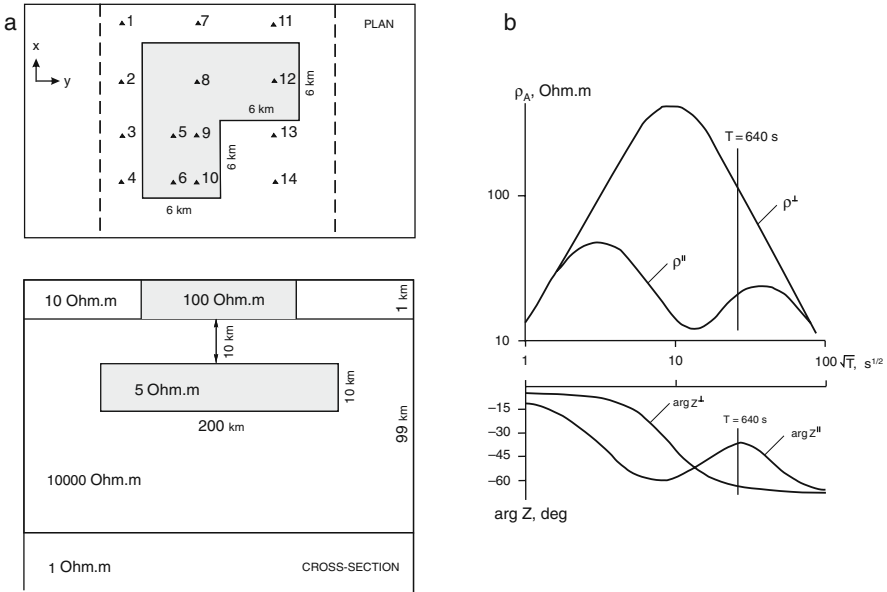 a
PLAN
x
y
1
7
11
2
8
12
6 km
6 km
3
5
9
13
6 km
4
6
10
14
6 km
10 Ohm.m
100 Ohm.m
1 km
10 km
5 Ohm.m
10 km
200 km
99 km
10000 Ohm.m
1 Ohm.m
CROSS-SECTION
b
ρA, Ohm.m
T = 640 s
100
ρ⊥
ρ||
10
1
10
100 √T, s1/2
−15
−30
−45
−60
arg Z⊥
T = 640 s
arg Z||
arg Z, deg